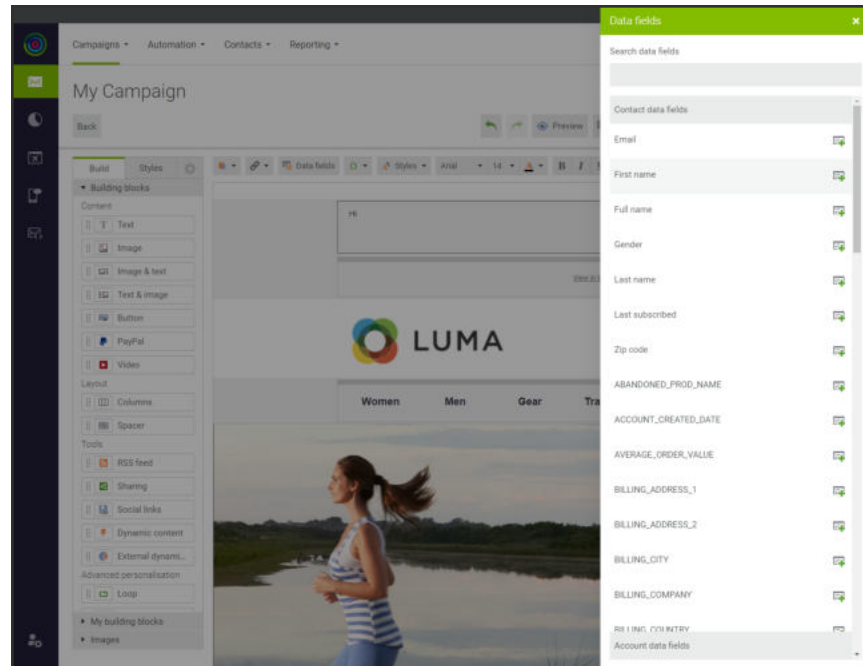 Campaigns Automation Contacts Reporting
My Campaign
Back
Preview
Build Styles
Data fields
Styles Arial 14 A B I
Building blocks
Content
Text
Image
Image & text
Text & image
Button
PayPal
Video
Layout
Columns
Spacer
Tools
RSS feed
Sharing
Social links
Dynamic content
External dynami...
Advanced personalisation
Loop
My building blocks
Images
Hi
LUMA
Women Men Gear Tra
Data fields
Search data fields
Contact data fields
Email
First name
Full name
Gender
Last name
Last subscribed
Zip code
ABANDONED_PROD_NAME
ACCOUNT_CREATED_DATE
AVERAGE_ORDER_VALUE
BILLING_ADDRESS_1
BILLING_ADDRESS_2
BILLING_CITY
BILLING_COMPANY
BILLING_COUNTRY
Account data fields